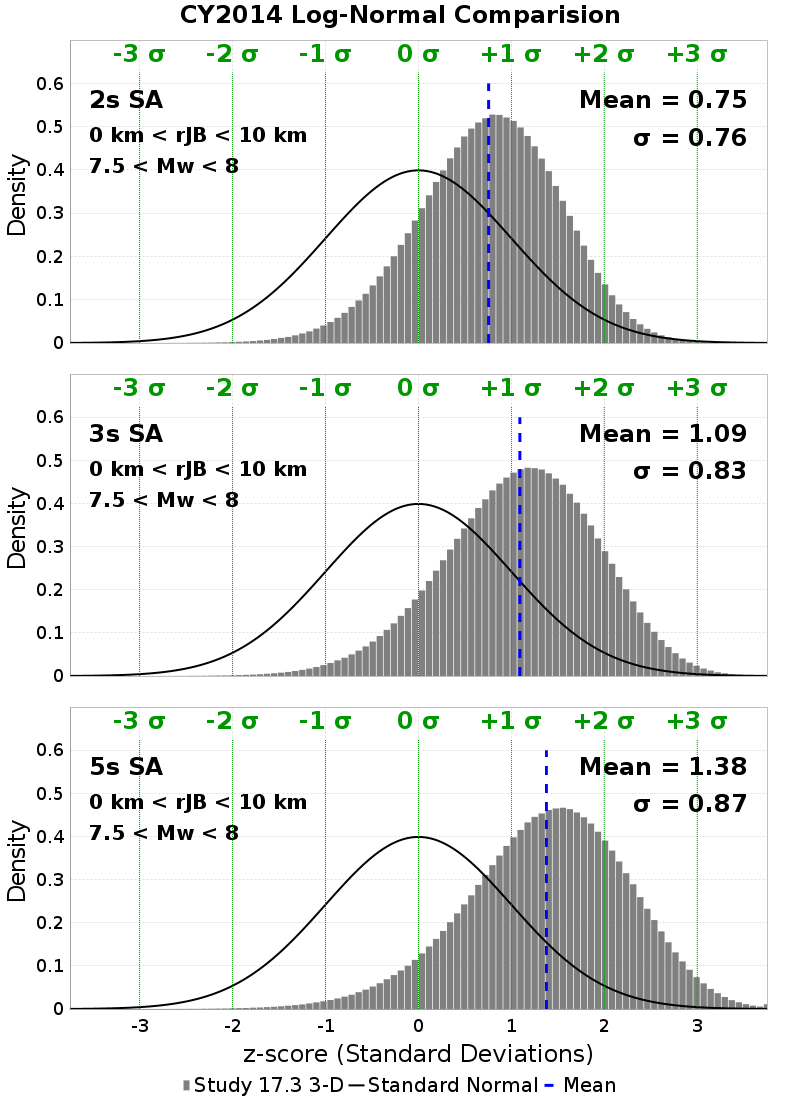 CY2014 Log-Normal Comparision
-3 σ -2 σ -1 σ 0 σ +1 σ +2 σ +3 σ
0.6
2s SA
Mean = 0.75
0.5
0 km < rJB < 10 km
σ = 0.76
7.5 < Mw < 8
0.4
0.3
0.2
0.1
0
Density
-3 σ -2 σ -1 σ 0 σ +1 σ +2 σ +3 σ
0.6
3s SA
Mean = 1.09
0.5
0 km < rJB < 10 km
σ = 0.83
7.5 < Mw < 8
0.4
0.3
0.2
0.1
0
Density
-3 σ -2 σ -1 σ 0 σ +1 σ +2 σ +3 σ
0.6
5s SA
Mean = 1.38
0.5
0 km < rJB < 10 km
σ = 0.87
7.5 < Mw < 8
0.4
0.3
0.2
0.1
0
Density
-3 -2 -1 0 1 2 3
z-score (Standard Deviations)
Study 17.3 3-D Standard Normal Mean